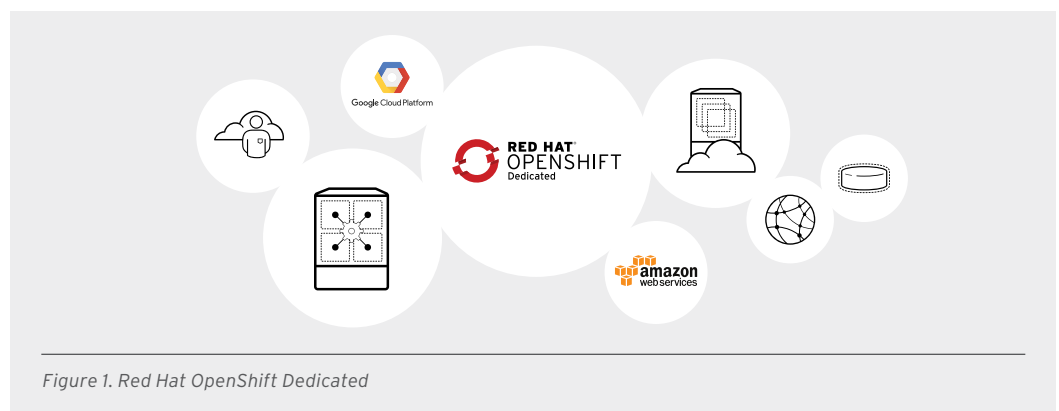 Google Cloud Platform
RED HAT®
OPENSHIFT
Dedicated
amazon
webservices
Figure 1. Red Hat OpenShift Dedicated